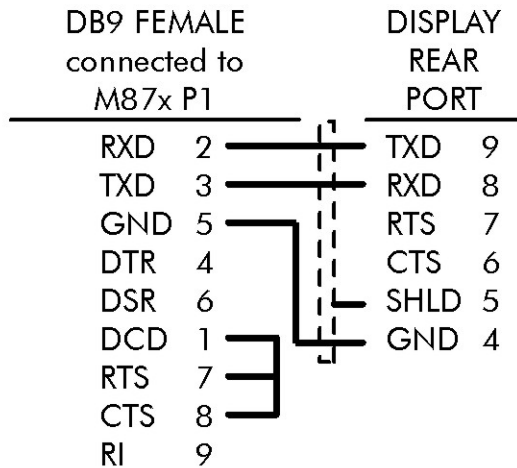 DB9 FEMALE DISPLAY
connected to REAR
M87x P1 PORT
RXD 2 TXD 9
TXD 3 RXD 8
GND 5 RTS 7
DTR 4 CTS 6
DSR 6 SHLD 5
DCD 1 GND 4
RTS 7
CTS 8
RI 9